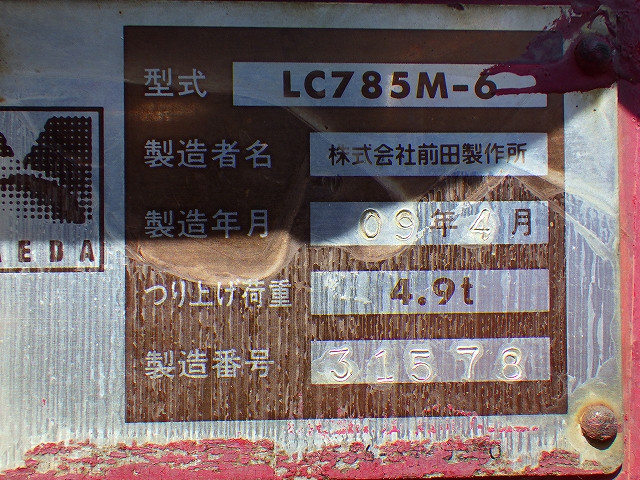 型式 LC785M-6
製造者名 株式会社前田製作所
EDA
製造年月 09年4月
つり上げ荷重 4.9t
製造番号 31578